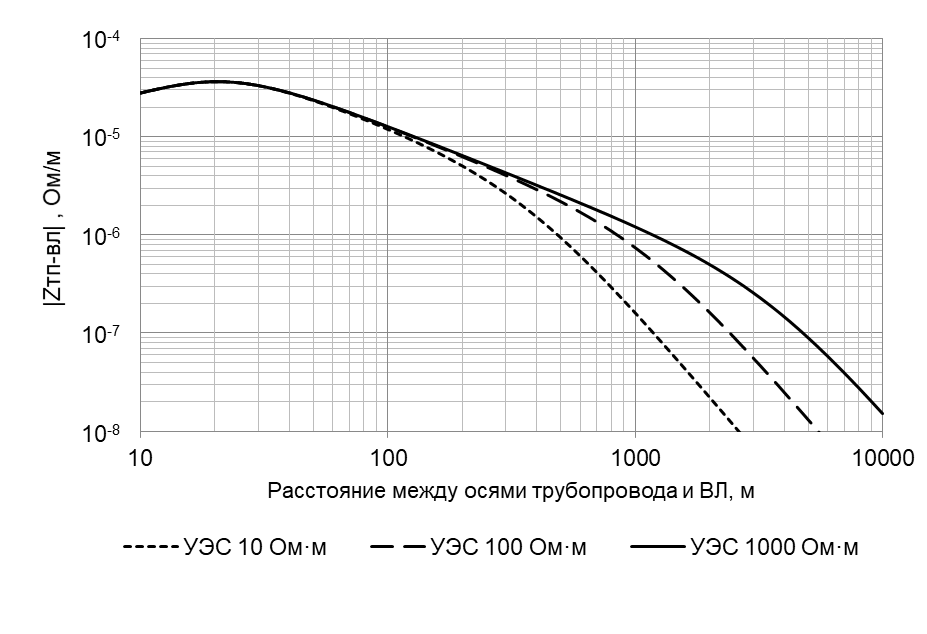 10-4
10-5
10-6
10-7
10-8
|Zтп-вл| , Ом/м
10 100 1000 10000
Расстояние между осями трубопровода и ВЛ, м
УЭС 10 Ом·м УЭС 100 Ом·м УЭС 1000 Ом·м